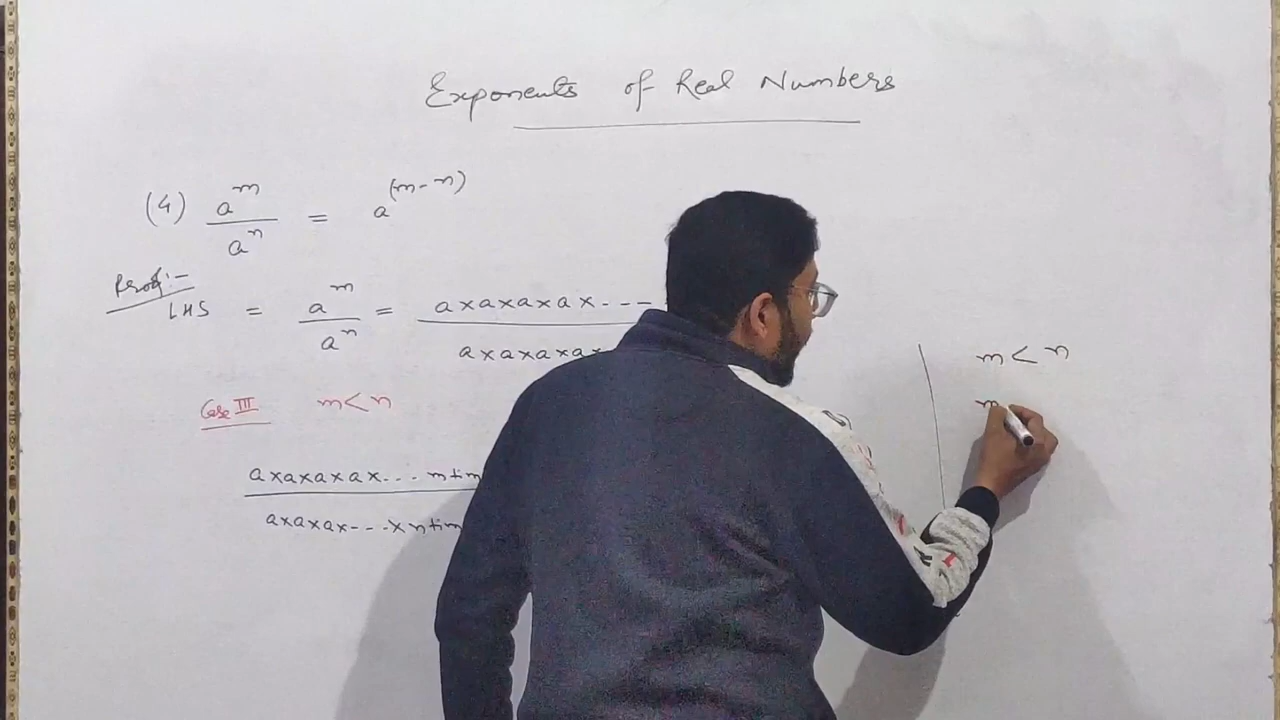 Exponents of Real Numbers
(4) a^m / a^n = a^(m-n)
Proof:-
LHS = a^m / a^n = a×a×a×a×--- / a×a×a×a
Case III m<n
a×a×a×a×... m tim / a×a×a×---.× n tim
m<n
m